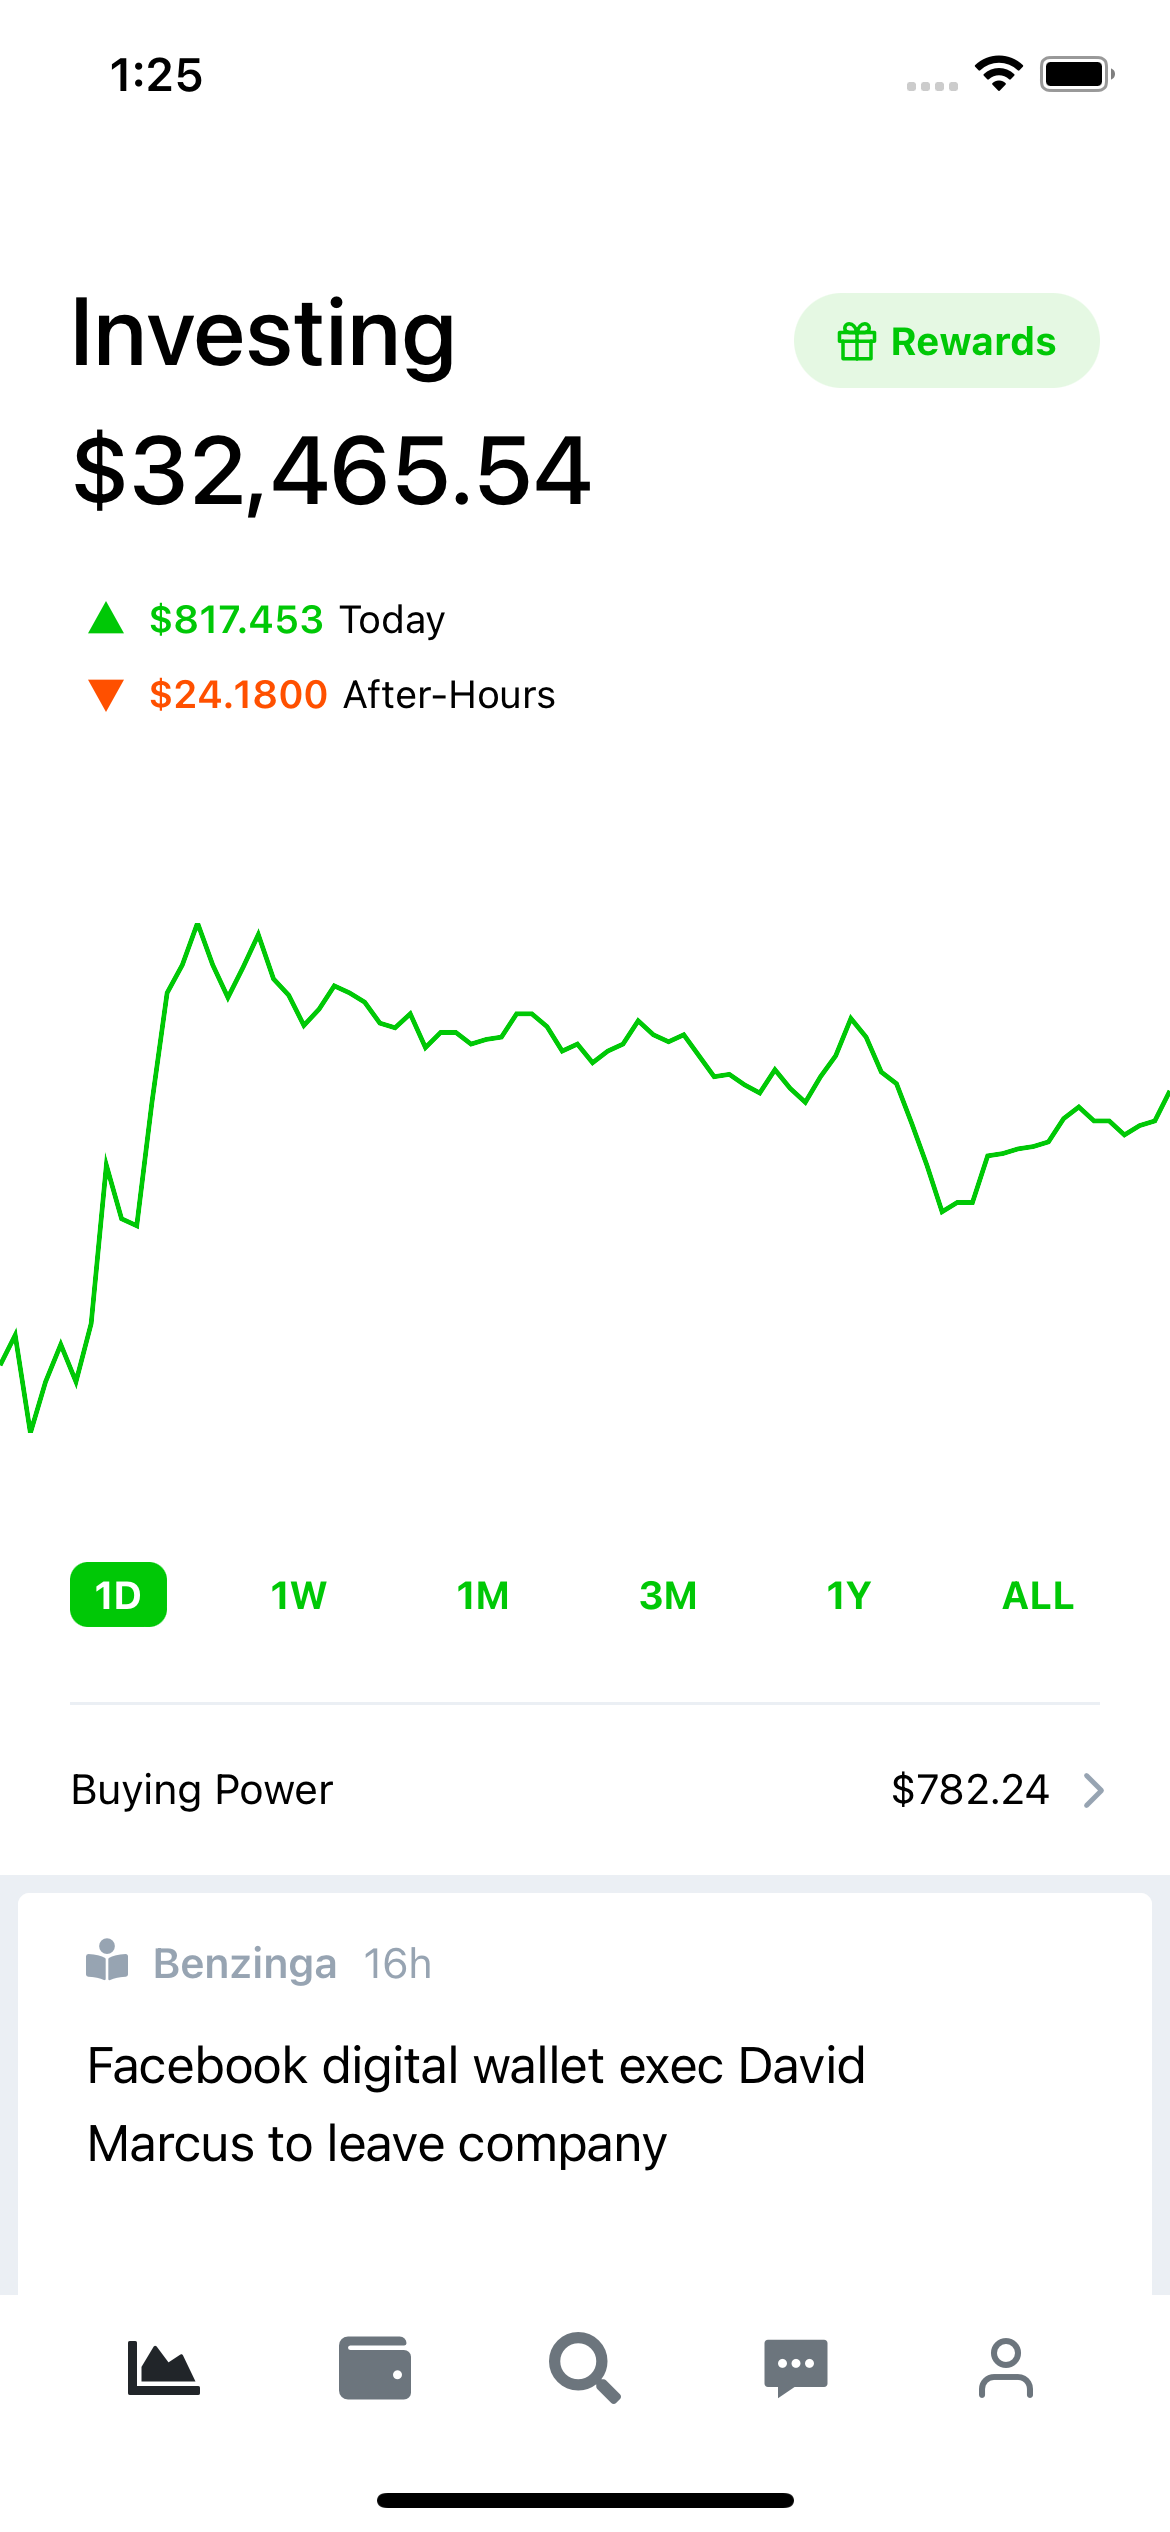 1:25
Investing
Rewards
$32,465.54
$817.453 Today
$24.1800 After-Hours
1D 1W 1M 3M 1Y ALL
Buying Power $782.24
Benzinga 16h
Facebook digital wallet exec David
Marcus to leave company